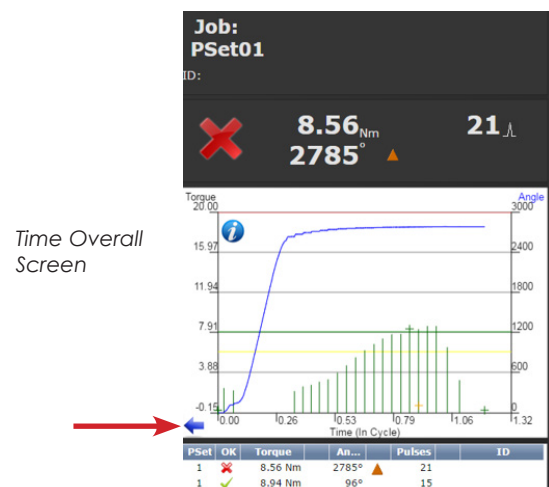 Job:
PSet01
ID:
8.56 Nm
21
2785°
Time Overall
Screen
Torque
Angle
20.00
3000
15.97
2400
11.94
1800
7.91
1200
3.88
600
-0.15
0
0.00 0.26 0.53 0.79 1.06 1.32
Time (In Cycle)
PSet OK Torque An... Pulses ID
1 8.56 Nm 2785° 21
1 8.94 Nm 96° 15